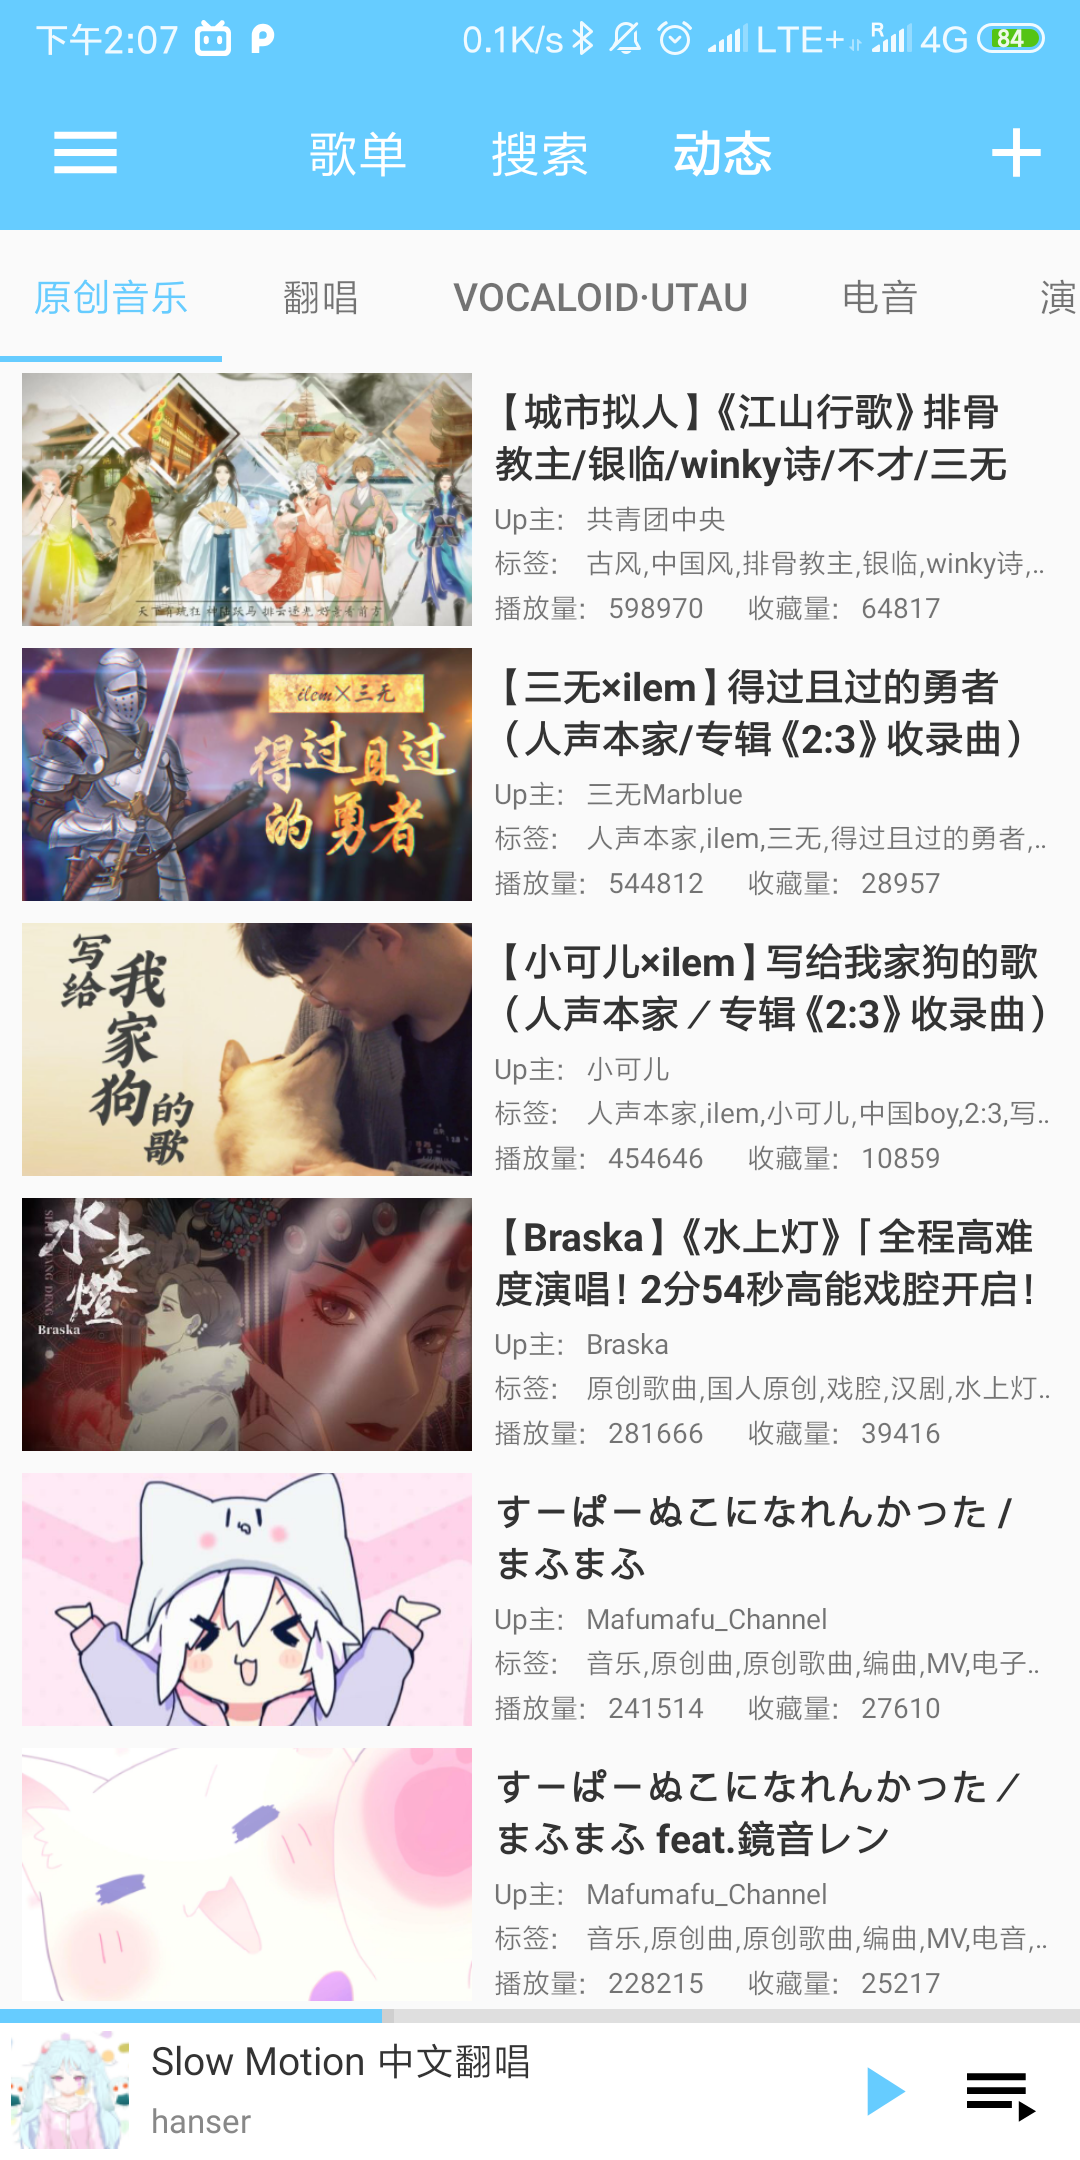 下午2:07
0.1K/s LTE+ R 4G 84
歌单 搜索 动态
原创音乐 翻唱 VOCALOID·UTAU 电音 演
【城市拟人】《江山行歌》排骨
教主/银临/winky诗/不才/三无
Up主: 共青团中央
标签: 古风,中国风,排骨教主,银临,winky诗,..
播放量: 598970 收藏量: 64817
ilem×三无
得过且过
的勇者
【三无×ilem】得过且过的勇者
（人声本家/专辑《2:3》收录曲）
Up主: 三无Marblue
标签: 人声本家,ilem,三无,得过且过的勇者,..
播放量: 544812 收藏量: 28957
写给
我家狗
的歌
【小可儿×ilem】写给我家狗的歌
（人声本家／专辑《2:3》收录曲）
Up主: 小可儿
标签: 人声本家,ilem,小可儿,中国boy,2:3,写..
播放量: 454646 收藏量: 10859
水上
燈
Braska
【Braska】《水上灯》「全程高难
度演唱！2分54秒高能戏腔开启！
Up主: Braska
标签: 原创歌曲,国人原创,戏腔,汉剧,水上灯..
播放量: 281666 收藏量: 39416
すーぱーぬこになれんかった /
まふまふ
Up主: Mafumafu_Channel
标签: 音乐,原创曲,原创歌曲,编曲,MV,电子..
播放量: 241514 收藏量: 27610
すーぱーぬこになれんかった／
まふまふ feat.鏡音レン
Up主: Mafumafu_Channel
标签: 音乐,原创曲,原创歌曲,编曲,MV,电音,..
播放量: 228215 收藏量: 25217
Slow Motion 中文翻唱
hanser